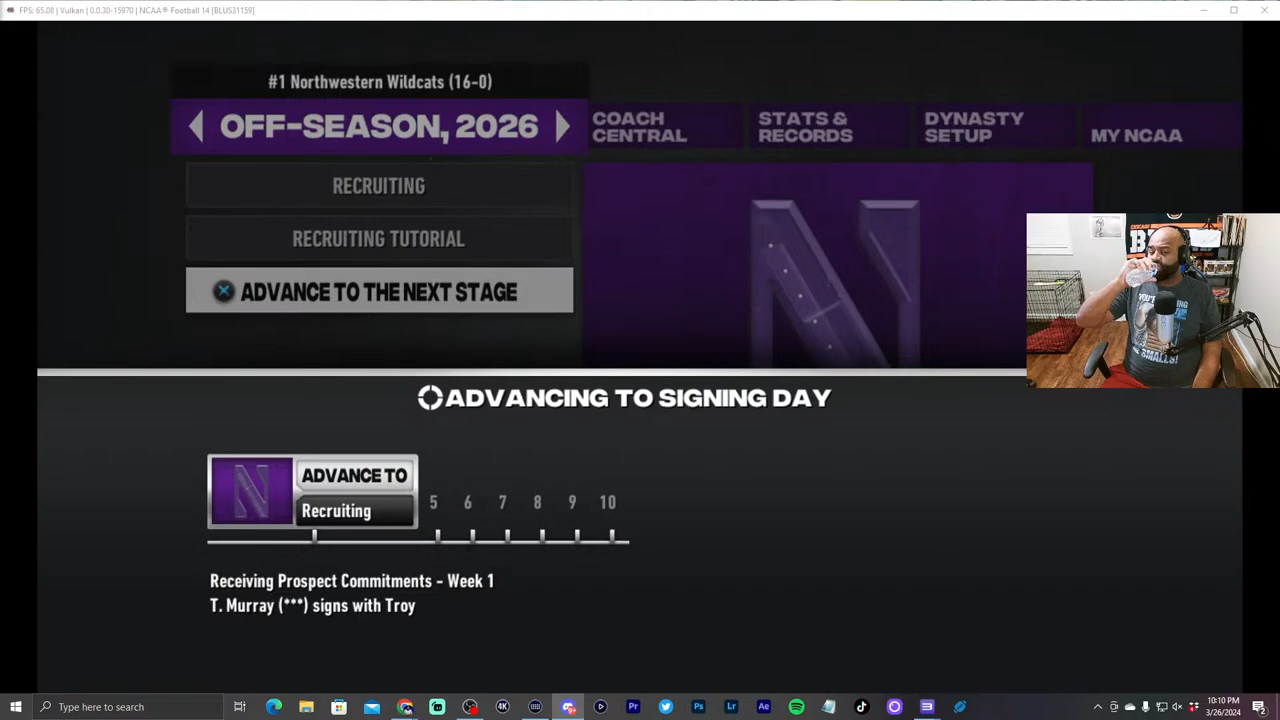 FPS: 65.08 | Vulkan | 0.0.30-15970 | NCAA® Football 14 [BLUS31159]
#1 Northwestern Wildcats (16-0)
OFF-SEASON, 2026
COACH CENTRAL
STATS & RECORDS
DYNASTY SETUP
MY NCAA
RECRUITING
RECRUITING TUTORIAL
ADVANCE TO THE NEXT STAGE
ADVANCING TO SIGNING DAY
ADVANCE TO
Recruiting
5 6 7 8 9 10
Receiving Prospect Commitments - Week 1
T. Murray (***) signs with Troy
Type here to search
10:10 PM
3/26/2024